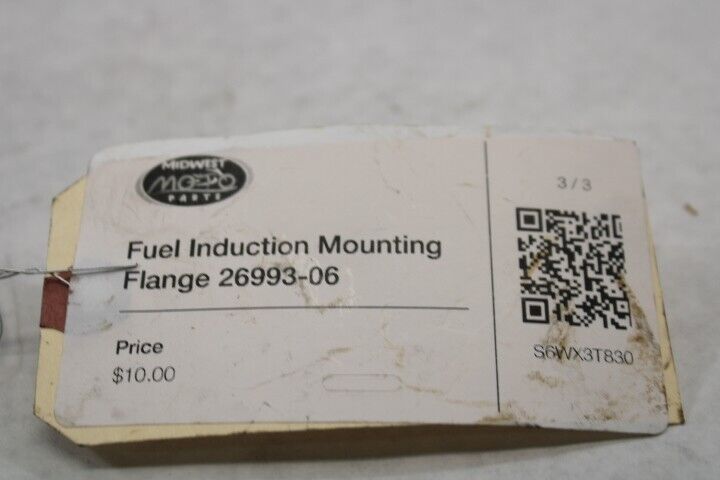 MIDWEST
MOTO
PARTS
Fuel Induction Mounting
Flange 26993-06
Price
$10.00
3 / 3
S6WX3T830